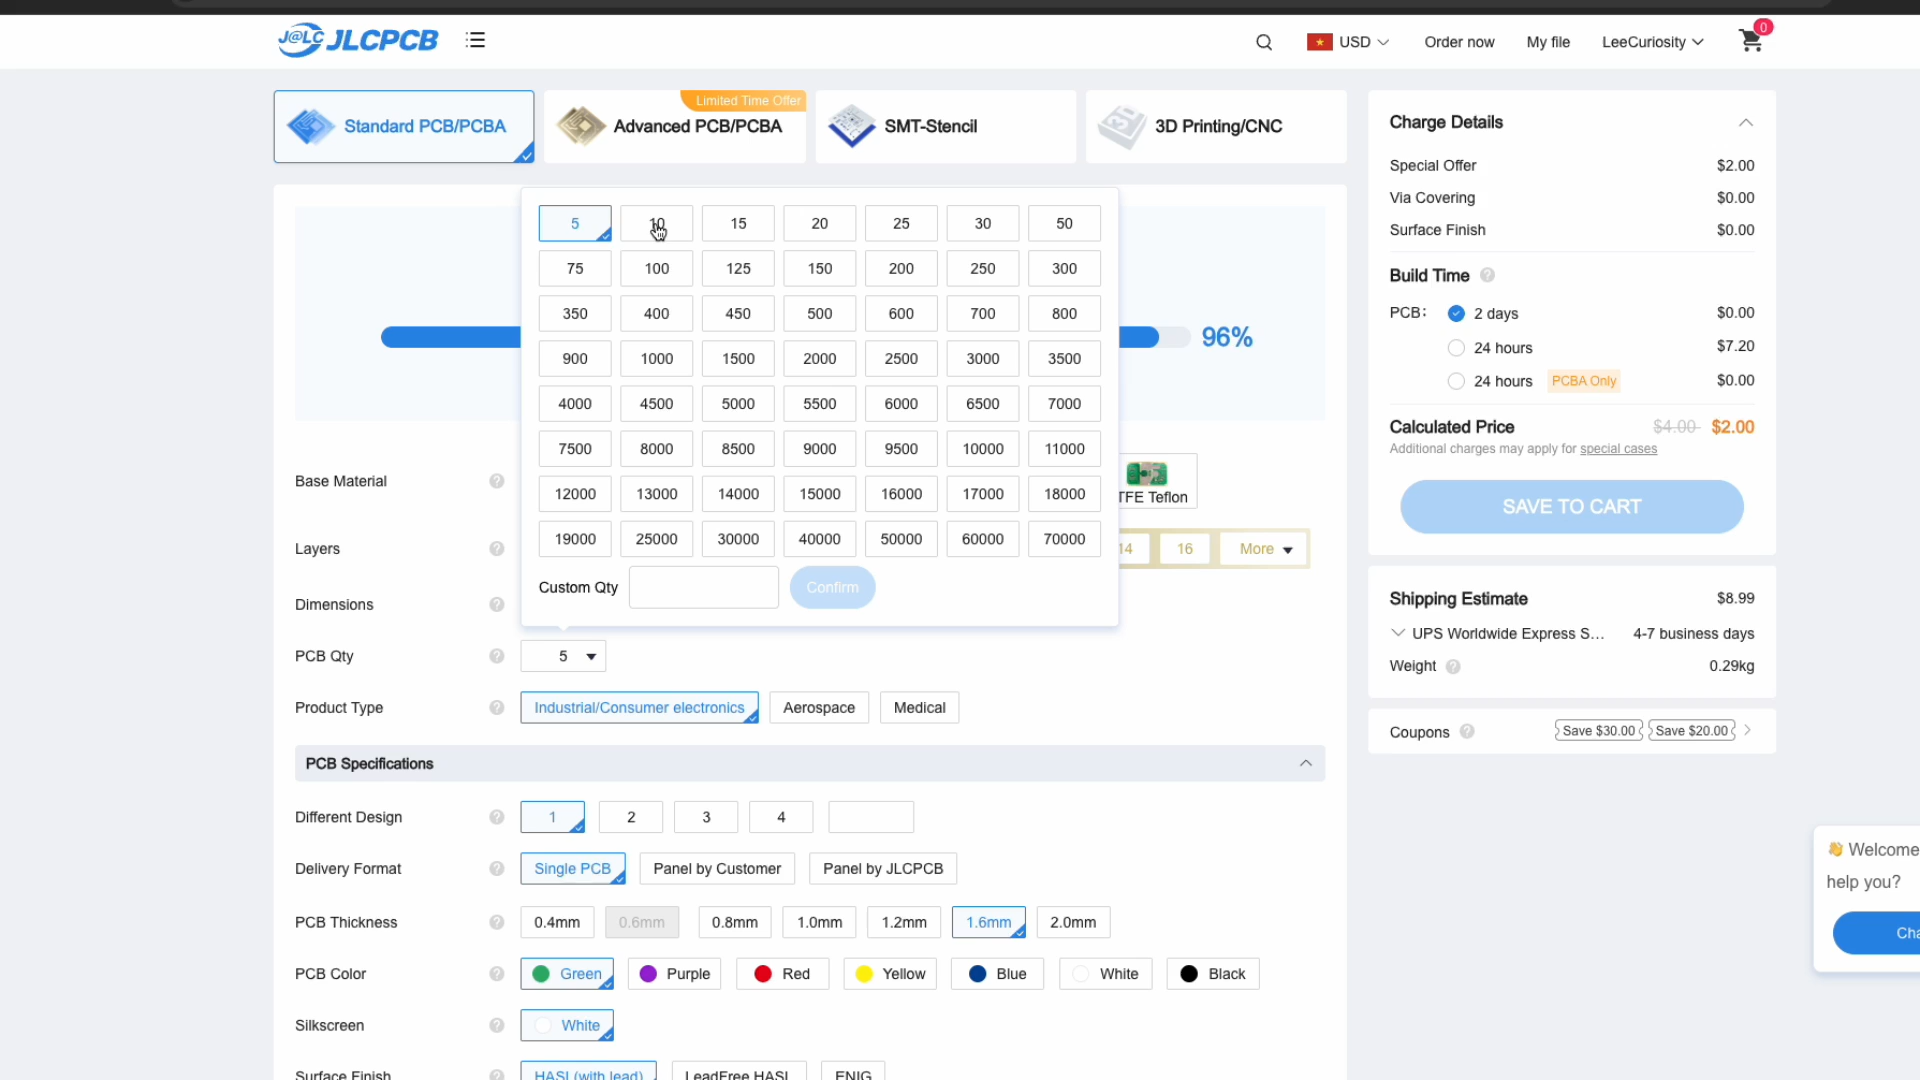 J@LC JLCPCB
USD
Order now
My file
LeeCuriosity
0
Standard PCB/PCBA
Limited Time Offer
Advanced PCB/PCBA
SMT-Stencil
3D Printing/CNC
5 10 15 20 25 30 50
75 100 125 150 200 250 300
350 400 450 500 600 700 800
900 1000 1500 2000 2500 3000 3500
4000 4500 5000 5500 6000 6500 7000
7500 8000 8500 9000 9500 10000 11000
12000 13000 14000 15000 16000 17000 18000
19000 25000 30000 40000 50000 60000 70000
Custom Qty Confirm
96%
Base Material ? TFE Teflon
Layers ? 14 16 More
Dimensions ?
PCB Qty ? 5
Product Type ? Industrial/Consumer electronics Aerospace Medical
PCB Specifications
Different Design ? 1 2 3 4
Delivery Format ? Single PCB Panel by Customer Panel by JLCPCB
PCB Thickness ? 0.4mm 0.6mm 0.8mm 1.0mm 1.2mm 1.6mm 2.0mm
PCB Color ? Green Purple Red Yellow Blue White Black
Silkscreen ? White
Surface Finish ? HASL(with lead) LeadFree HASL ENIG
Charge Details
Special Offer $2.00
Via Covering $0.00
Surface Finish $0.00
Build Time ?
PCB: 2 days $0.00
24 hours $7.20
24 hours PCBA Only $0.00
Calculated Price $4.00 $2.00
Additional charges may apply for special cases
SAVE TO CART
Shipping Estimate $8.99
UPS Worldwide Express S... 4-7 business days
Weight ? 0.29kg
Coupons ? Save $30.00 Save $20.00
👋 Welcome
help you?
Cha